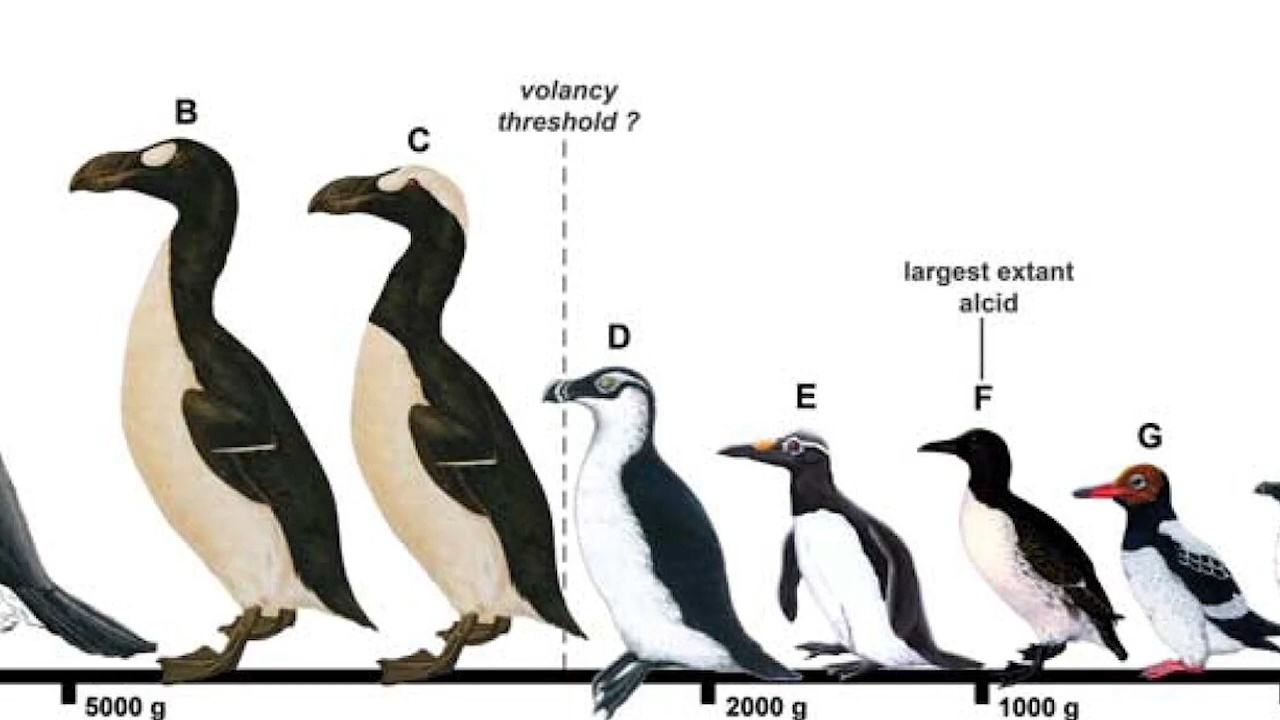 B
C
volancy
threshold ?
D
E
largest extant
alcid
F
G
5000 g
2000 g
1000 g